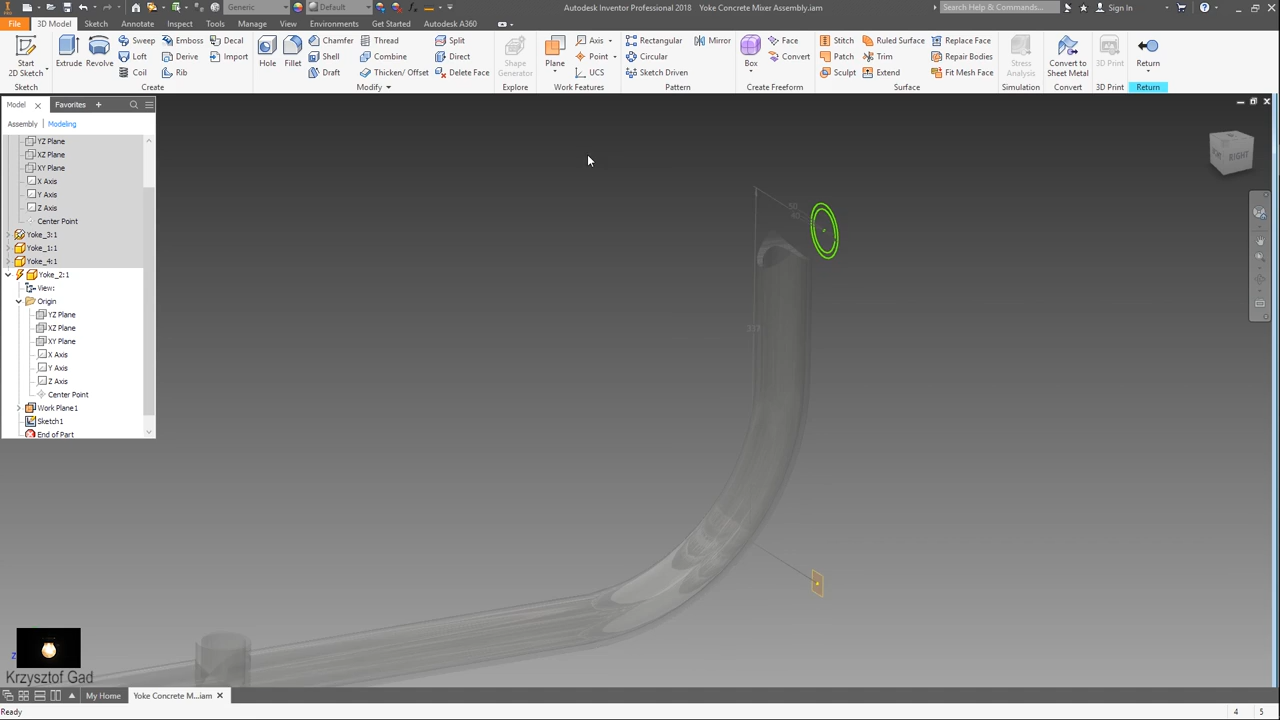 Autodesk Inventor Professional 2018 Yoke Concrete Mixer Assembly.iam
Generic Default Search Help & Commands... Sign In
File 3D Model Sketch Annotate Inspect Tools Manage View Environments Get Started Autodesk A360
Sweep Emboss Decal Chamfer Thread Split Axis Rectangular Mirror Face Stitch Ruled Surface Replace Face
Start 2D Sketch Extrude Revolve Loft Derive Import Hole Fillet Shell Combine Direct Shape Generator Plane Point Circular Box Convert Patch Trim Repair Bodies Stress Analysis Convert to Sheet Metal 3D Print Return
Coil Rib Draft Thicken/ Offset Delete Face UCS Sketch Driven Sculpt Extend Fit Mesh Face
Sketch Create Modify Explore Work Features Pattern Create Freeform Surface Simulation Convert 3D Print Return
Model Favorites +
Assembly Modeling
YZ Plane
XZ Plane
XY Plane
X Axis
Y Axis
Z Axis
Center Point
Yoke_3:1
Yoke_1:1
Yoke_4:1
Yoke_2:1
View:
Origin
YZ Plane
XZ Plane
XY Plane
X Axis
Y Axis
Z Axis
Center Point
Work Plane1
Sketch1
End of Part
RIGHT
50
40
Z
Krzysztof Gad
My Home Yoke Concrete M...iam
Ready 4 5